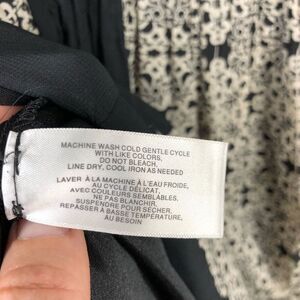 MACHINE WASH COLD GENTLE CYCLE
WITH LIKE COLORS,
DO NOT BLEACH,
LINE DRY, COOL IRON AS NEEDED.
LAVER À LA MACHINE À L'EAU FROIDE,
AU CYCLE DÉLICAT,
AVEC COULEURS SEMBLABLES,
NE PAS BLANCHIR,
SUSPENDRE POUR SÉCHER,
REPASSER À BASSE TEMPÉRATURE,
AU BESOIN